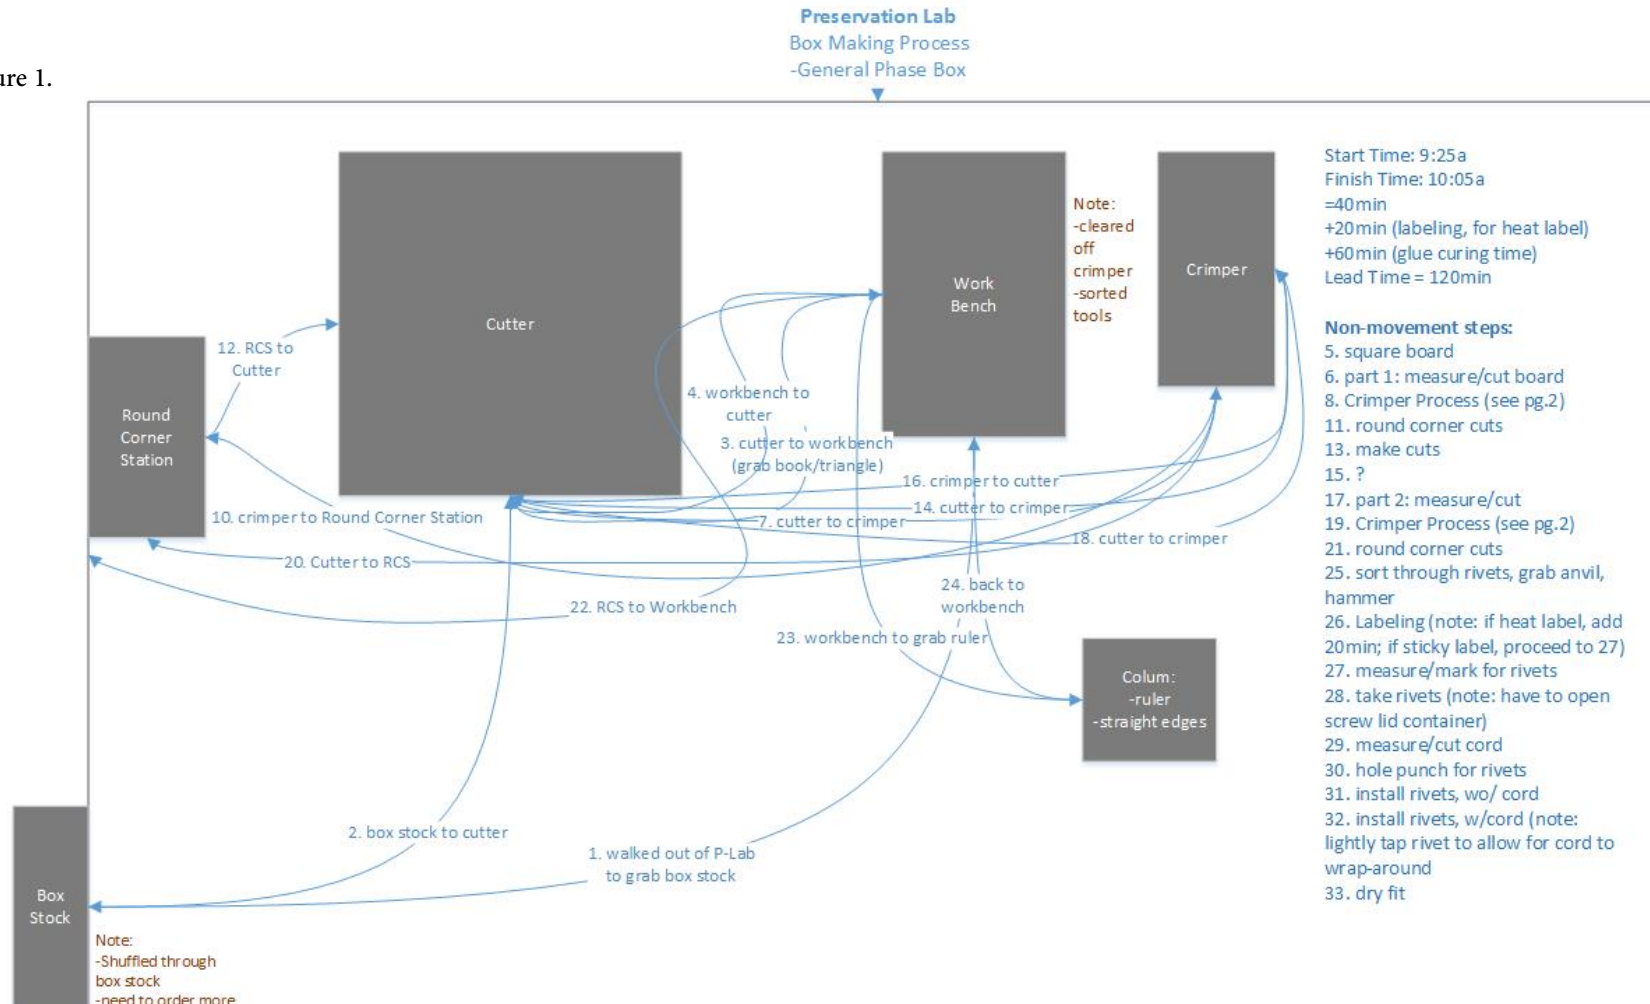 Preservation Lab
Box Making Process
-General Phase Box
ure 1.
Start Time: 9:25a
Finish Time: 10:05a
=40min
+20min (labeling, for heat label)
+60min (glue curing time)
Lead Time = 120min
Non-movement steps:
5. square board
6. part 1: measure/cut board
8. Crimper Process (see pg.2)
11. round corner cuts
13. make cuts
15. ?
17. part 2: measure/cut
19. Crimper Process (see pg.2)
21. round corner cuts
25. sort through rivets, grab anvil,
hammer
26. Labeling (note: if heat label, add
20min; if sticky label, proceed to 27)
27. measure/mark for rivets
28. take rivets (note: have to open
screw lid container)
29. measure/cut cord
30. hole punch for rivets
31. install rivets, wo/ cord
32. install rivets, w/cord (note:
lightly tap rivet to allow for cord to
wrap-around
33. dry fit
Cutter
Work
Bench
Note:
-cleared
off
crimper
-sorted
tools
Crimper
12. RCS to
Cutter
Round
Corner
Station
4. workbench to
cutter
3. cutter to workbench
(grab book/triangle)
16. crimper to cutter
14. cutter to crimper
7. cutter to crimper
18. cutter to crimper
10. crimper to Round Corner Station
20. Cutter to RCS
22. RCS to Workbench
24. back to
workbench
23. workbench to grab ruler
Colum:
-ruler
-straight edges
2. box stock to cutter
1. walked out of P-Lab
to grab box stock
Box
Stock
Note:
-Shuffled through
box stock
-need to order more